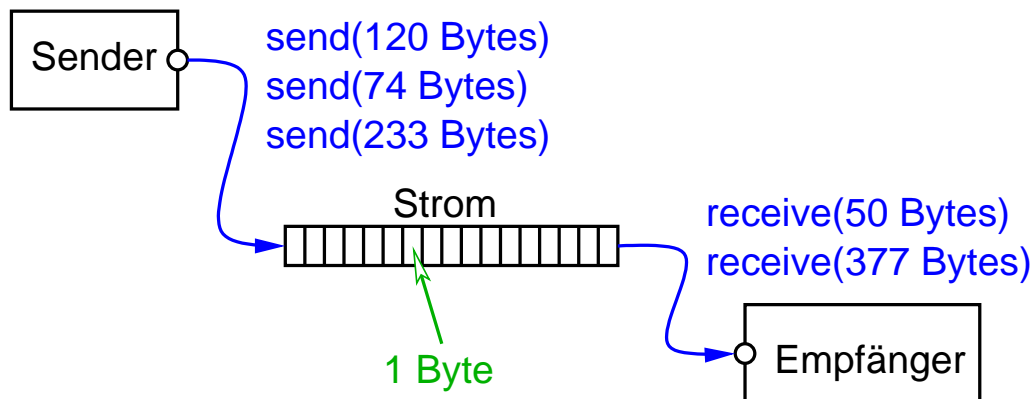 Sender
send(120 Bytes)
send(74 Bytes)
send(233 Bytes)
Strom
receive(50 Bytes)
receive(377 Bytes)
1 Byte
Empfänger